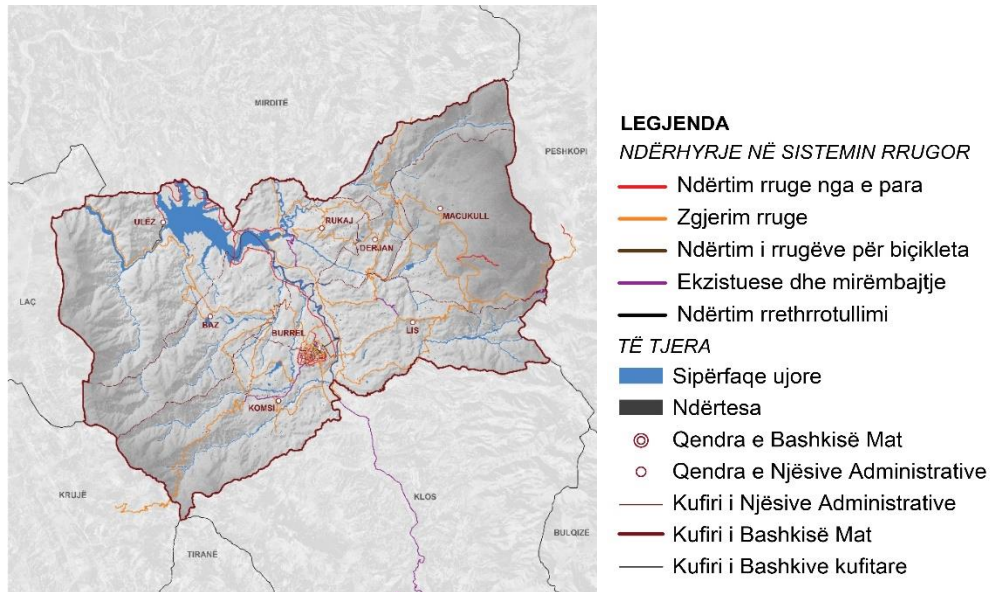 MIRDITË
PESHKOPI
MACUKULL
ULËZ
RUKAJ
DERJAN
LAÇ
BAZ
BURREL
LIS
KOMSI
KRUJË
KLOS
BULQIZË
TIRANË
LEGJENDA
NDËRHYRJE NË SISTEMIN RRUGOR
Ndërtim rruge nga e para
Zgjerim rruge
Ndërtim i rrugëve për biçikleta
Ekzistuese dhe mirëmbajtje
Ndërtim rrethrrotullimi
TË TJERA
Sipërfaqe ujore
Ndërtesa
Qendra e Bashkisë Mat
Qendra e Njësive Administrative
Kufiri i Njësive Administrative
Kufiri i Bashkisë Mat
Kufiri i Bashkive kufitare